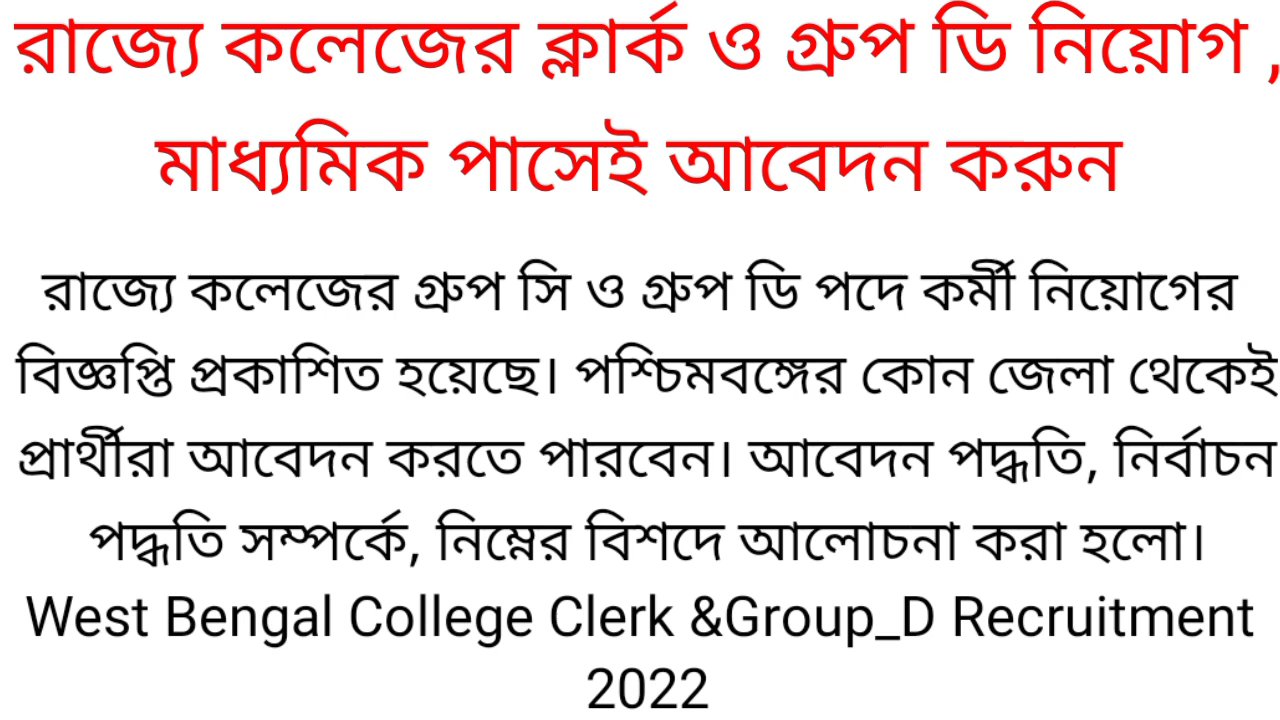 রাজ্যে কলেজের ক্লার্ক ও গ্রুপ ডি নিয়োগ ,
মাধ্যমিক পাসেই আবেদন করুন
রাজ্যে কলেজের গ্রুপ সি ও গ্রুপ ডি পদে কর্মী নিয়োগের
বিজ্ঞপ্তি প্রকাশিত হয়েছে। পশ্চিমবঙ্গের কোন জেলা থেকেই
প্রার্থীরা আবেদন করতে পারবেন। আবেদন পদ্ধতি, নির্বাচন
পদ্ধতি সম্পর্কে, নিম্নের বিশদে আলোচনা করা হলো।
West Bengal College Clerk &Group_D Recruitment
2022